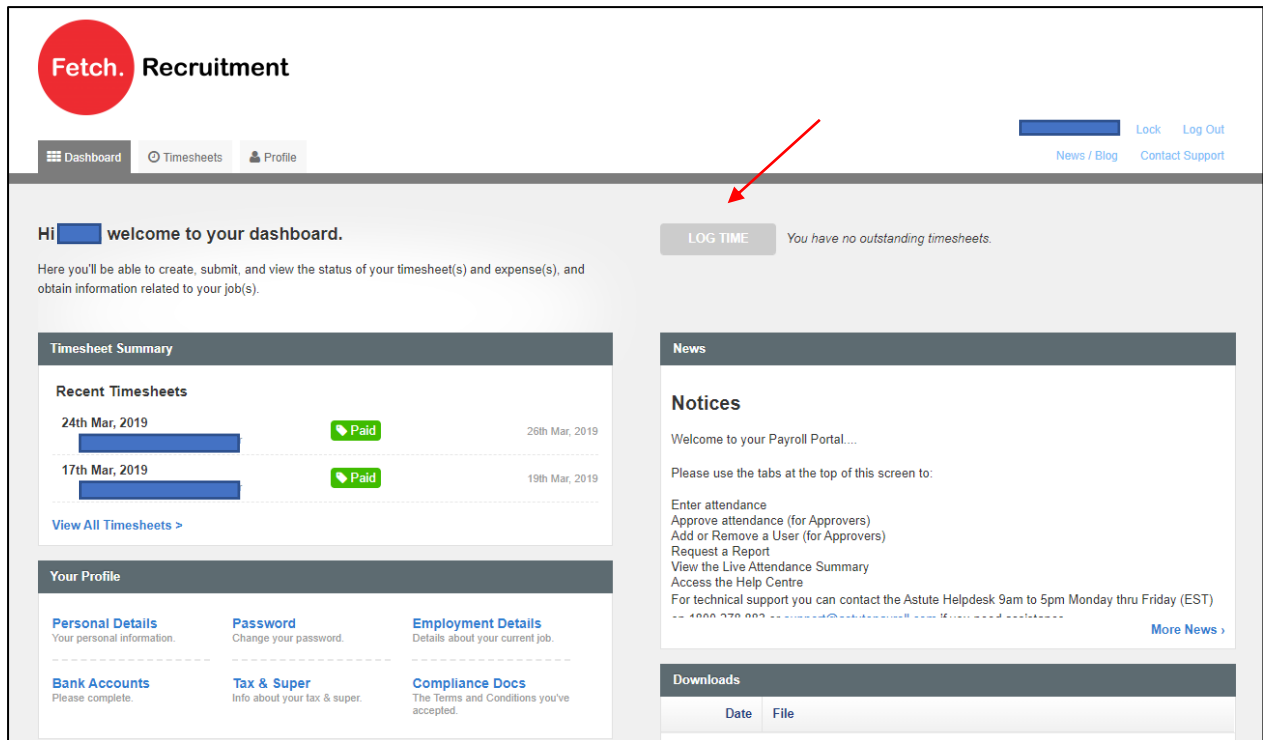 Fetch. Recruitment
Lock Log Out
Dashboard Timesheets Profile
News / Blog Contact Support
Hi welcome to your dashboard.
Here you'll be able to create, submit, and view the status of your timesheet(s) and expense(s), and
obtain information related to your job(s).
LOG TIME You have no outstanding timesheets.
Timesheet Summary
Recent Timesheets
24th Mar, 2019
Paid 26th Mar, 2019
17th Mar, 2019
Paid 19th Mar, 2019
View All Timesheets >
Your Profile
Personal Details
Your personal information.
Password
Change your password.
Employment Details
Details about your current job.
Bank Accounts
Please complete.
Tax & Super
Info about your tax & super.
Compliance Docs
The Terms and Conditions you've
accepted.
News
Notices
Welcome to your Payroll Portal....
Please use the tabs at the top of this screen to:
Enter attendance
Approve attendance (for Approvers)
Add or Remove a User (for Approvers)
Request a Report
View the Live Attendance Summary
Access the Help Centre
For technical support you can contact the Astute Helpdesk 9am to 5pm Monday thru Friday (EST)
More News ›
Downloads
Date File